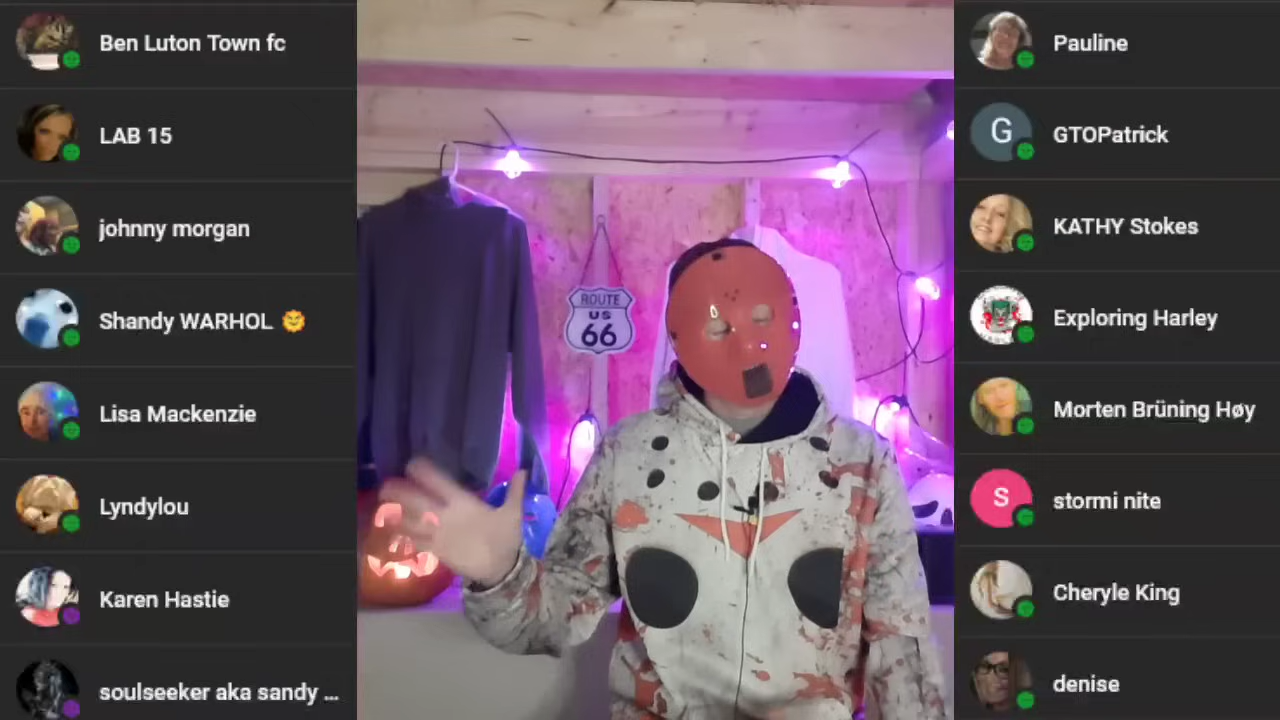 Ben Luton Town fc
LAB 15
johnny morgan
Shandy WARHOL
Lisa Mackenzie
Lyndylou
Karen Hastie
soulseeker aka sandy ...
ROUTE
US
66
Pauline
G
GTOPatrick
KATHY Stokes
Exploring Harley
Morten Brüning Høy
S
stormi nite
Cheryle King
denise